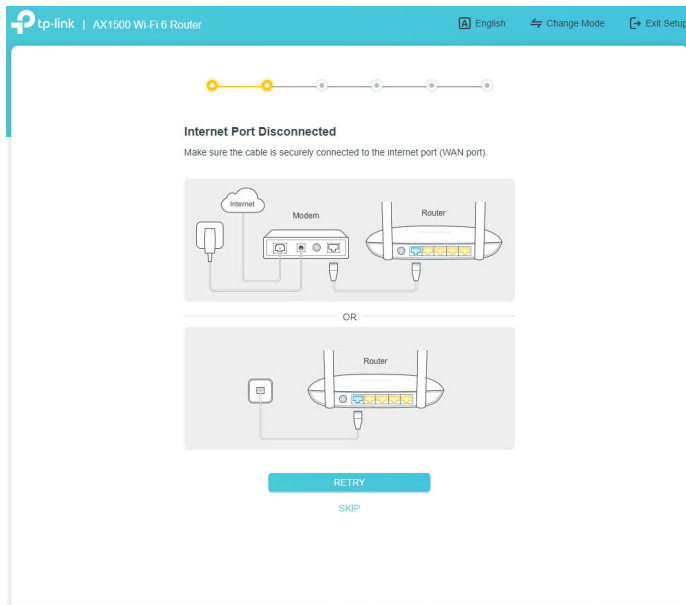 tp-link | AX1500 Wi-Fi 6 Router
A English
Change Mode
Exit Setup
Internet Port Disconnected
Make sure the cable is securely connected to the internet port (WAN port).
Internet
Modem
Router
OR
Router
RETRY
SKIP